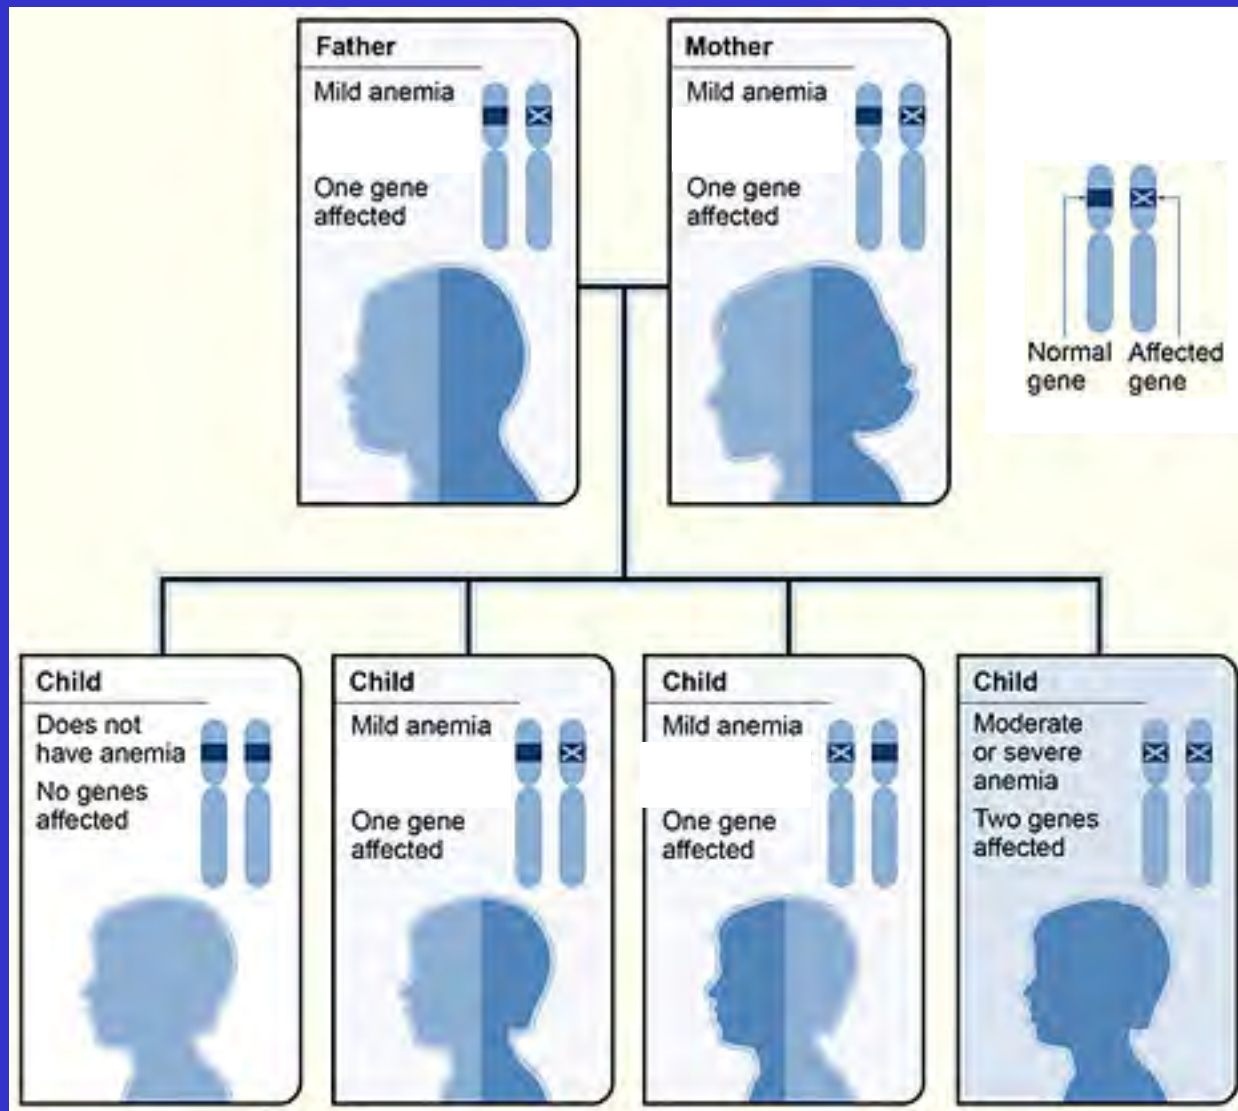 Father
Mild anemia
One gene
affected
Mother
Mild anemia
One gene
affected
Normal
gene
Affected
gene
Child
Does not
have anemia
No genes
affected
Child
Mild anemia
One gene
affected
Child
Mild anemia
One gene
affected
Child
Moderate
or severe
anemia
Two genes
affected